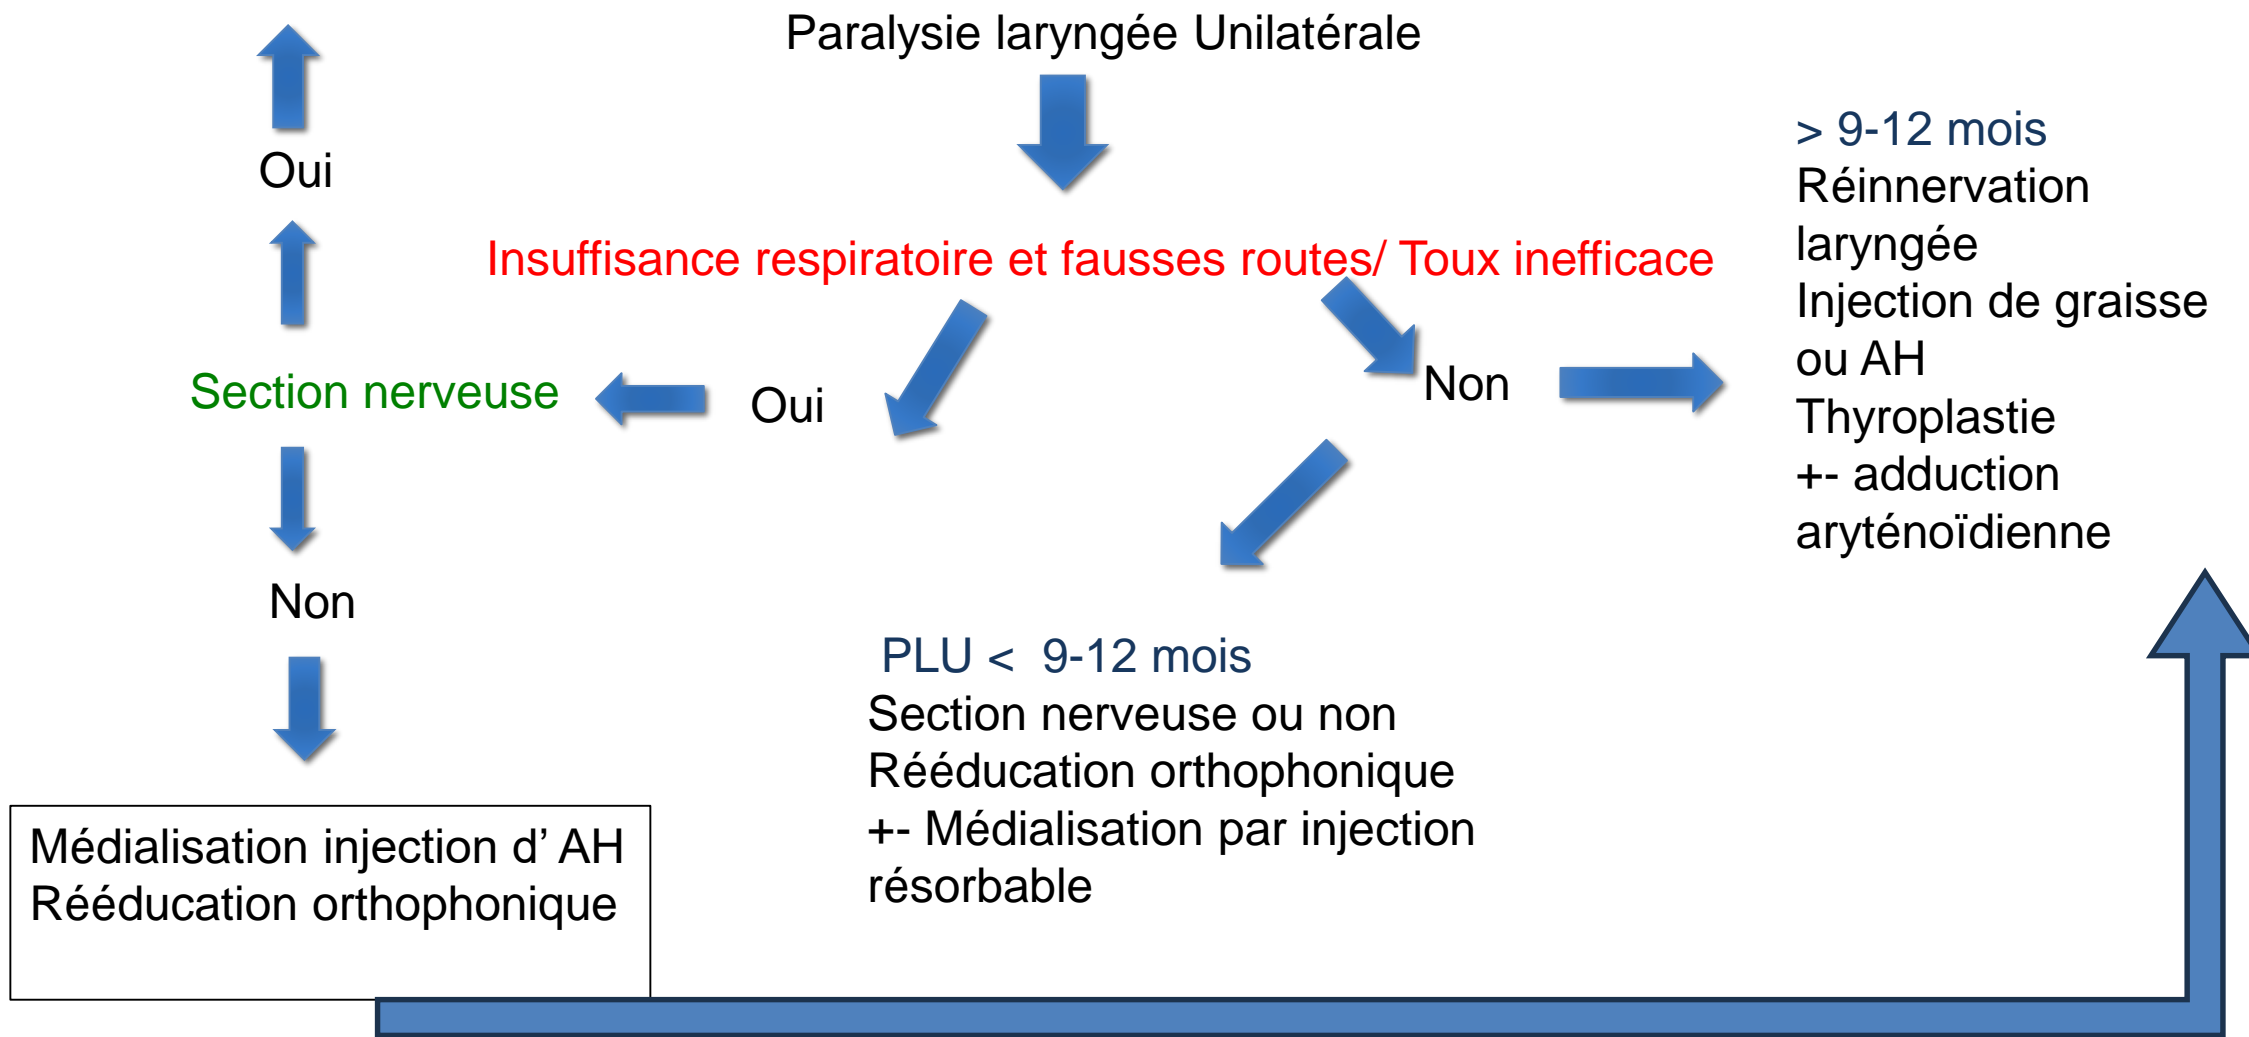 Paralysie laryngée Unilatérale
Oui
Insuffisance respiratoire et fausses routes/ Toux inefficace
Section nerveuse
Oui
Non
> 9-12 mois
Réinnervation
laryngée
Injection de graisse
ou AH
Thyroplastie
+- adduction
aryténoïdienne
Non
PLU <  9-12 mois
Section nerveuse ou non
Rééducation orthophonique
+- Médialisation par injection
résorbable
Médialisation injection d’ AH
Rééducation orthophonique